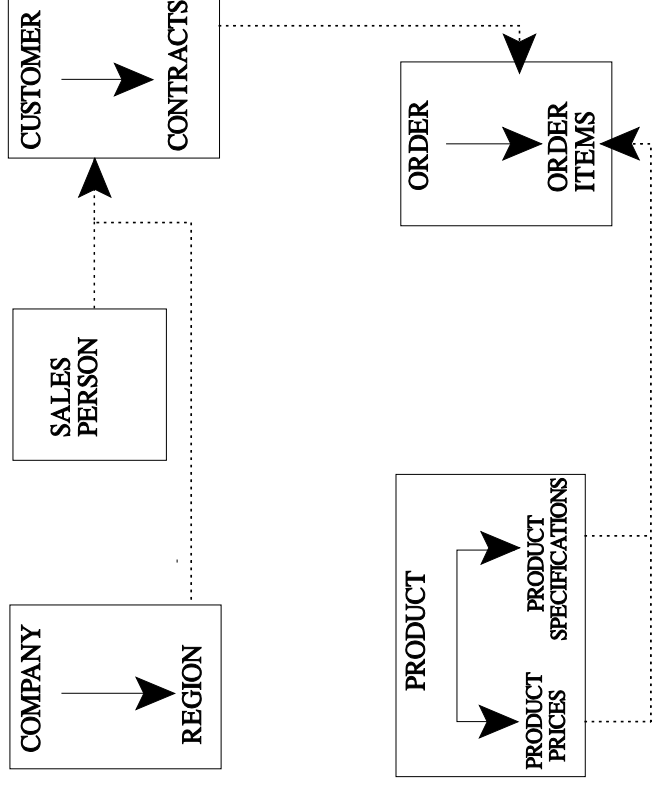 COMPANY
REGION
SALES
PERSON
CUSTOMER
CONTRACTS
PRODUCT
PRODUCT
PRICES
PRODUCT
SPECIFICATIONS
ORDER
ORDER
ITEMS